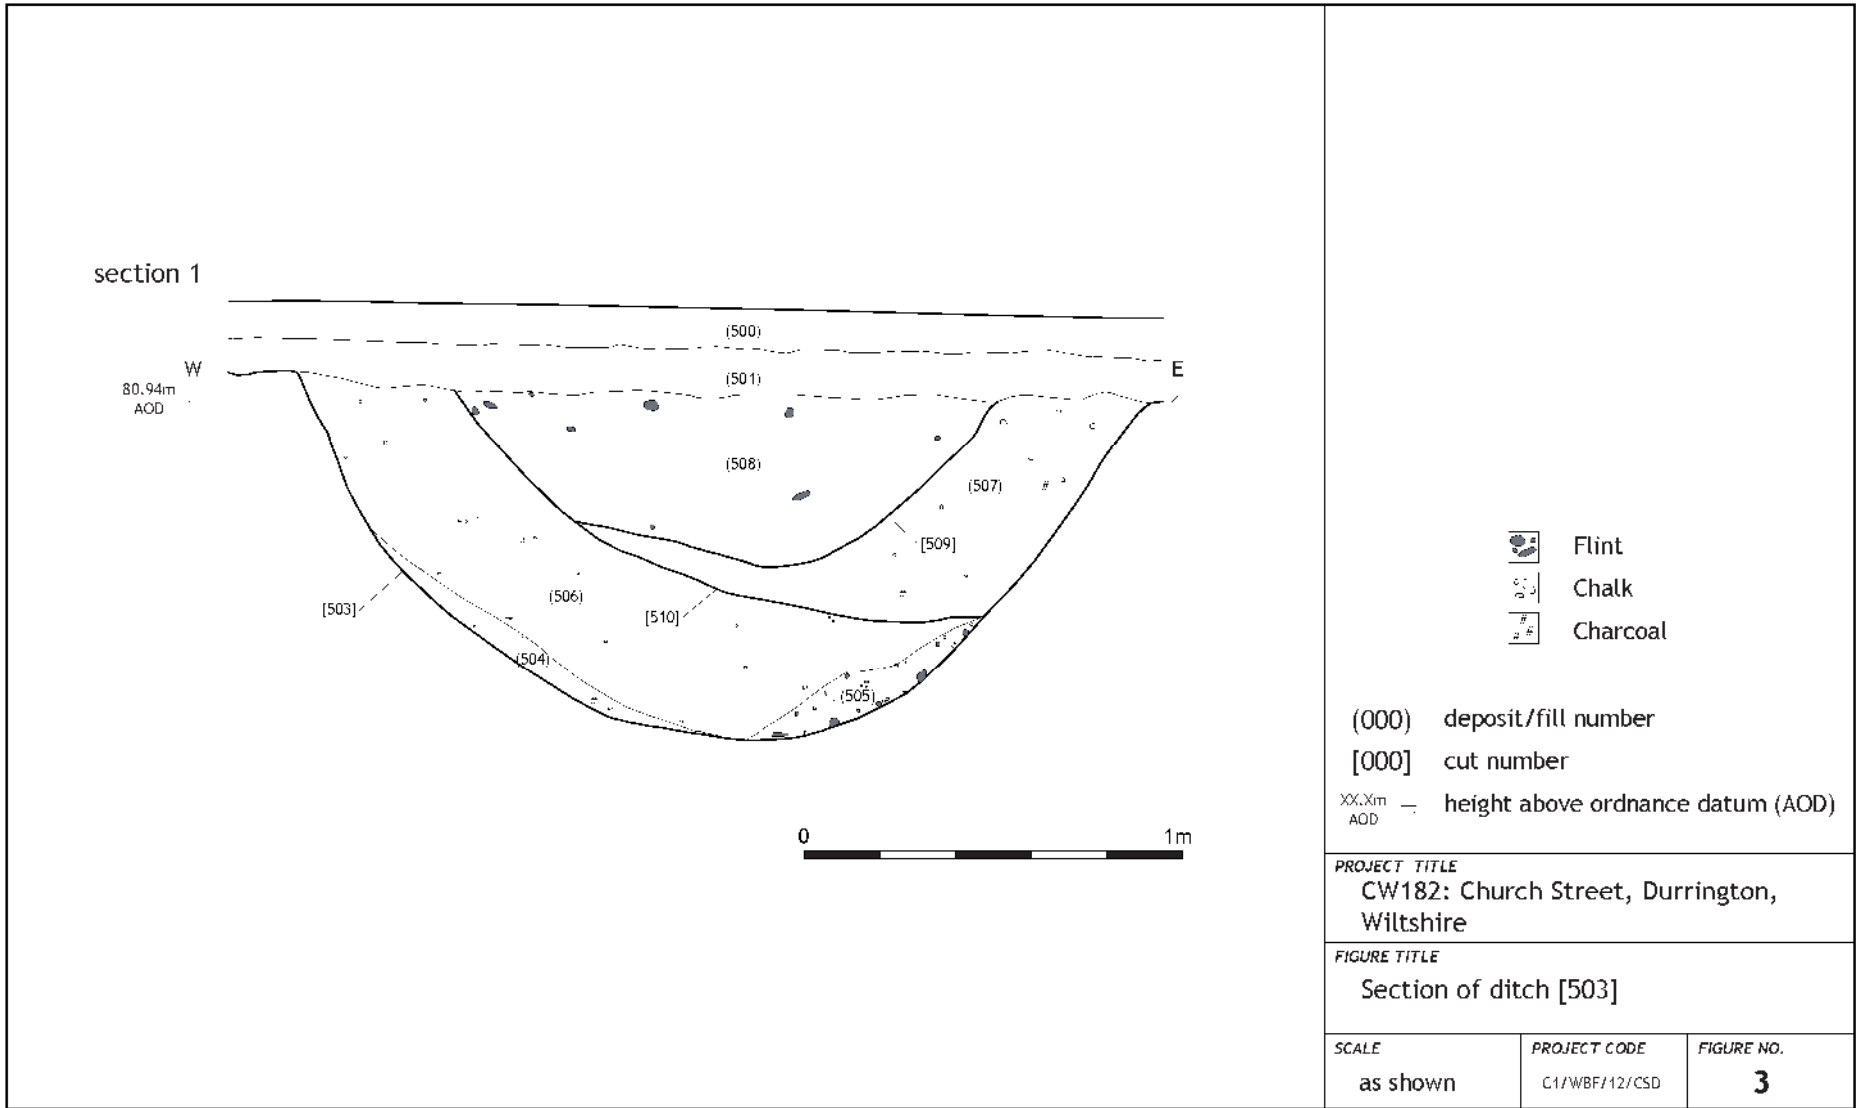 section 1
(500)
W
E
(501)
80.94m
AOD
(508)
(507)
[509]
(506)
[503]
[510]
(504)
(505)
0 1m
Flint
Chalk
Charcoal
(000) deposit/fill number
[000] cut number
XX.Xm
AOD
height above ordnance datum (AOD)
PROJECT TITLE
CW182: Church Street, Durrington,
Wiltshire
FIGURE TITLE
Section of ditch [503]
SCALE
as shown
PROJECT CODE
C1/WBF/12/CSD
FIGURE NO.
3